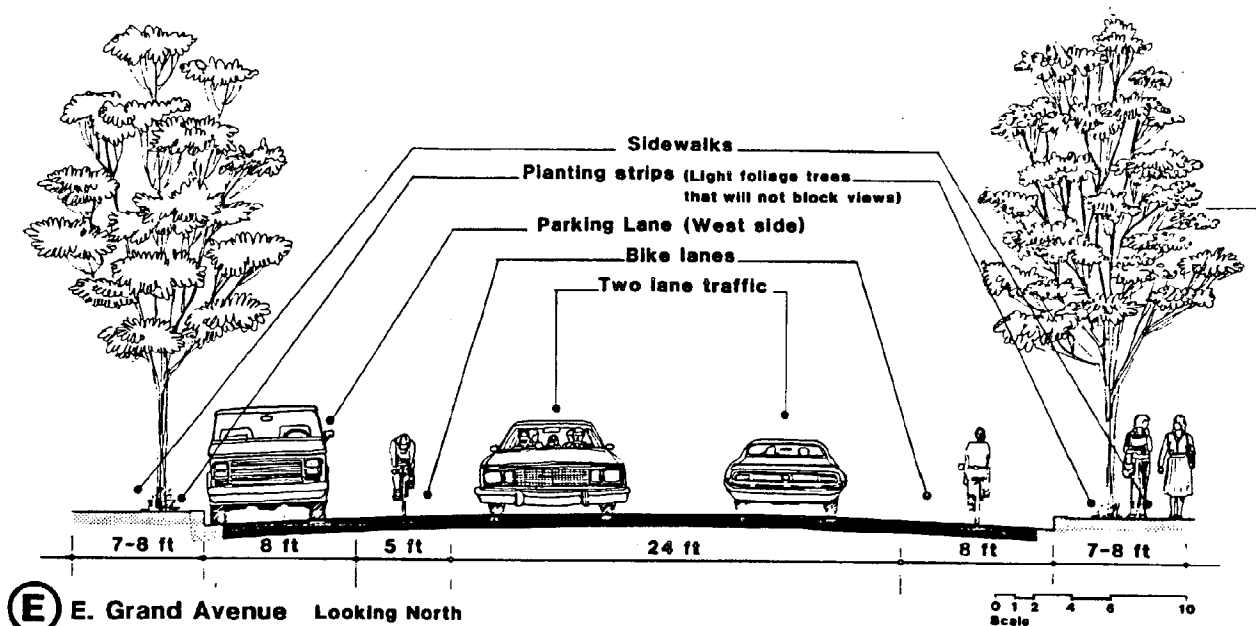 Sidewalks
Planting strips (Light foliage trees
that will not block views)
Parking Lane (West side)
Bike lanes
Two lane traffic
7-8 ft 8 ft 5 ft 24 ft 8 ft 7-8 ft
E E. Grand Avenue Looking North
0 1 2 4 6 10
Scale